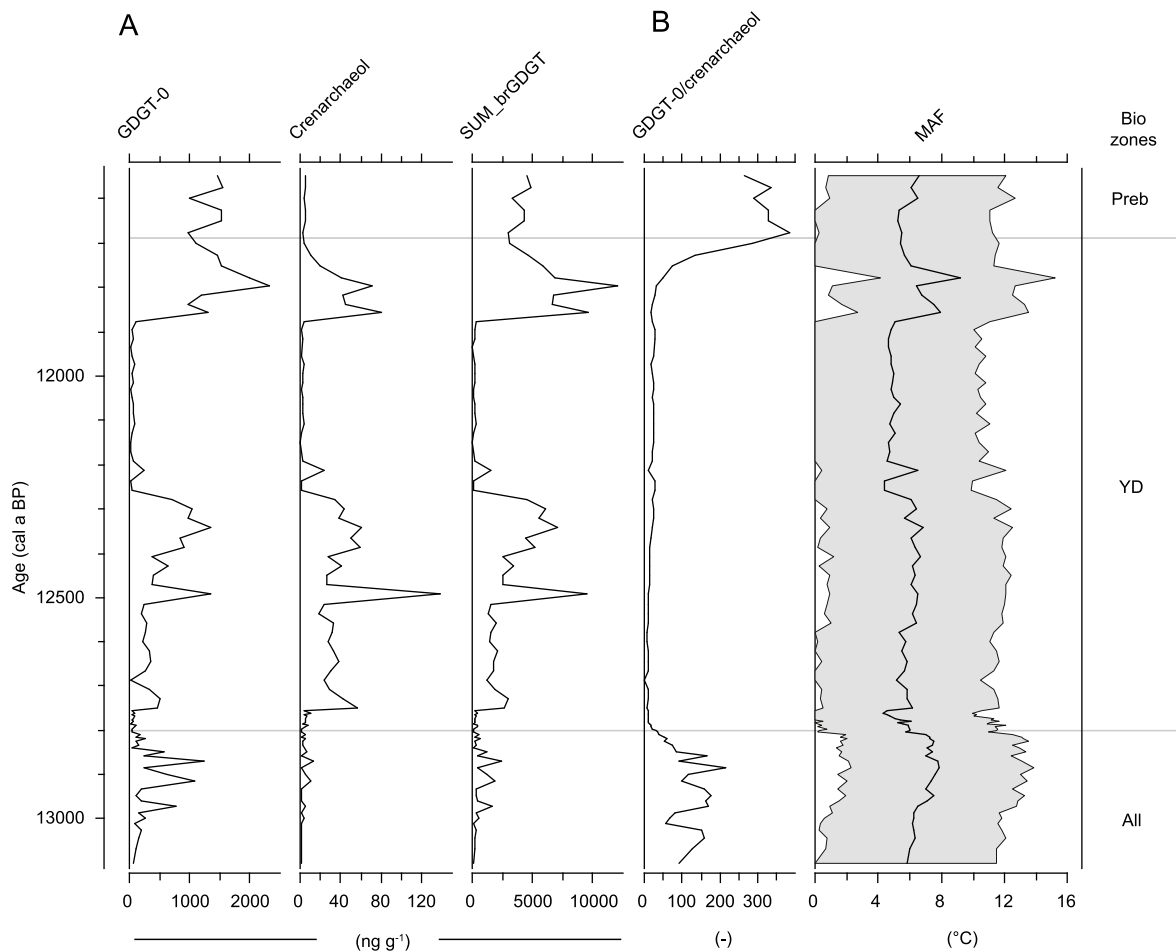 A
B
GDGT-0
Crenarchaeol
SUM_brGDGT
GDGT-0/crenarchaeol
MAF
Bio
zones
Preb
12000
YD
12500
13000
All
Age (cal a BP)
0 1000 2000 0 40 80 120 0 5000 10000 0 100 200 300 0 4 8 12 16
(ng g⁻¹) (-) (°C)